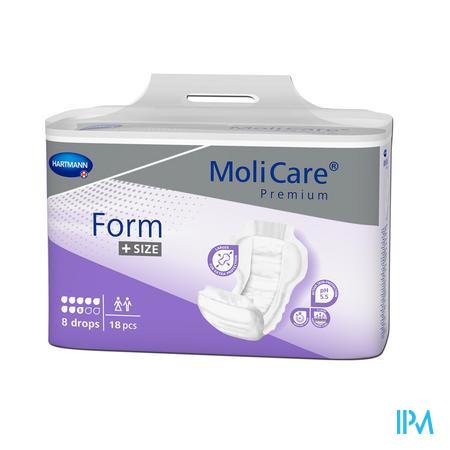 HARTMANN
MoliCare®
Premium
Form
+ SIZE
pH
5.5
8 drops
18 pcs
IPM